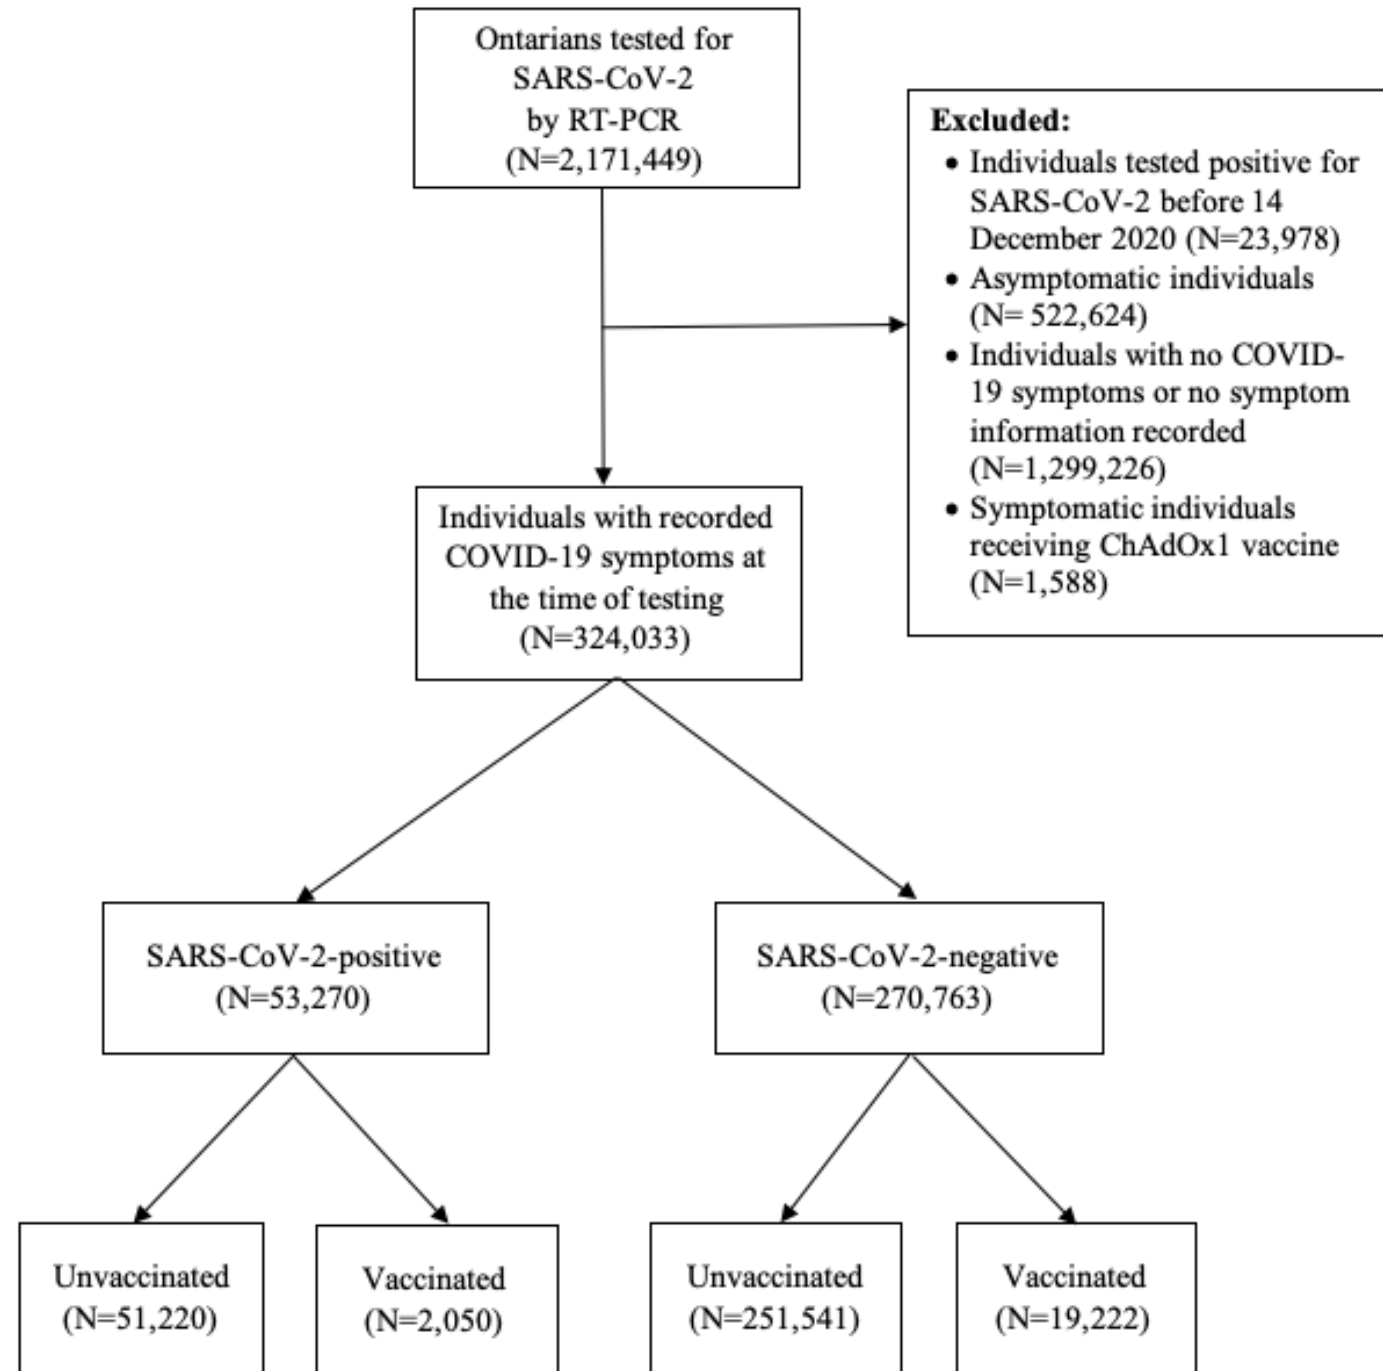 Ontarians tested for
SARS-CoV-2
by RT-PCR
(N=2,171,449)
Excluded:
• Individuals tested positive for
SARS-CoV-2 before 14
December 2020 (N=23,978)
• Asymptomatic individuals
(N= 522,624)
• Individuals with no COVID-
19 symptoms or no symptom
information recorded
(N=1,299,226)
• Symptomatic individuals
receiving ChAdOx1 vaccine
(N=1,588)
Individuals with recorded
COVID-19 symptoms at
the time of testing
(N=324,033)
SARS-CoV-2-positive
(N=53,270)
SARS-CoV-2-negative
(N=270,763)
Unvaccinated
(N=51,220)
Vaccinated
(N=2,050)
Unvaccinated
(N=251,541)
Vaccinated
(N=19,222)